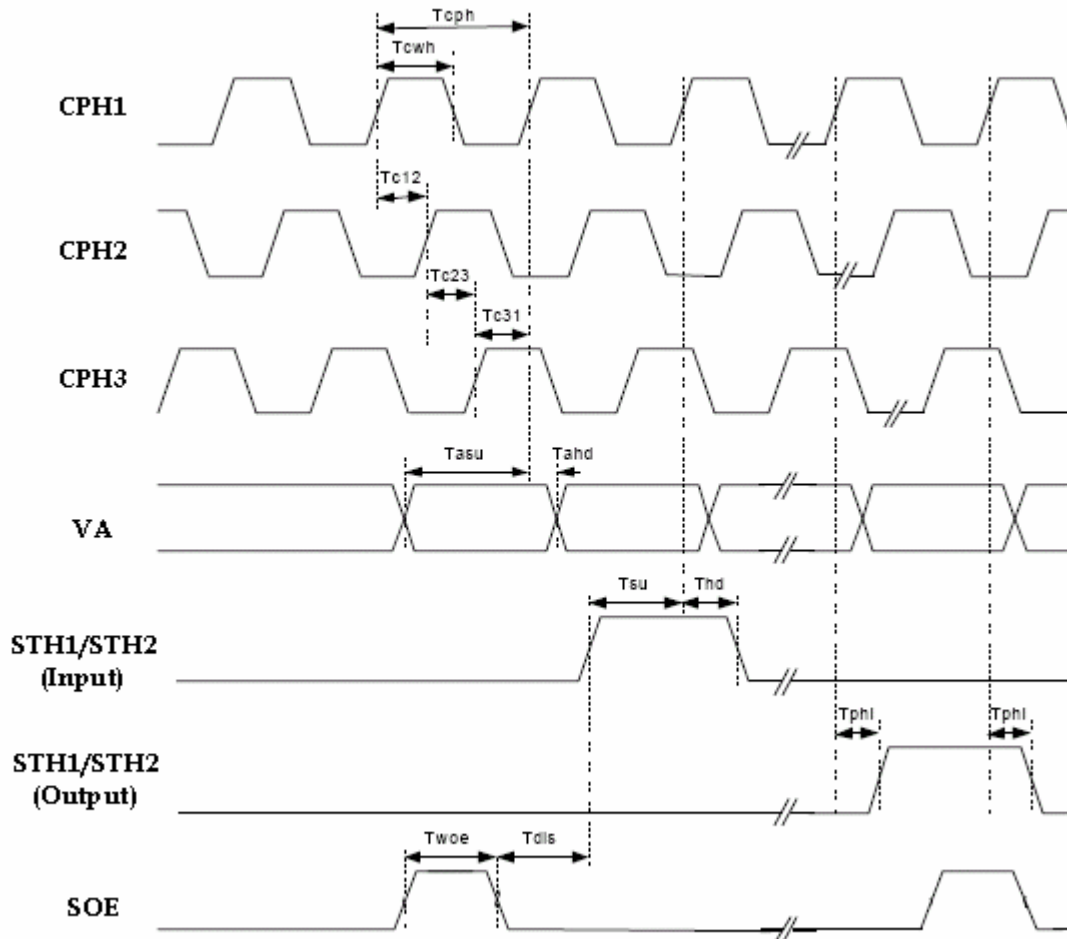 Tcph
Tcwh
CPH1
Tc12
CPH2
Tc23
Tc31
CPH3
Tasu
Tahd
VA
Tsu
Thd
STH1/STH2
(Input)
Tphl
Tphl
STH1/STH2
(Output)
Twoe
Tdis
SOE